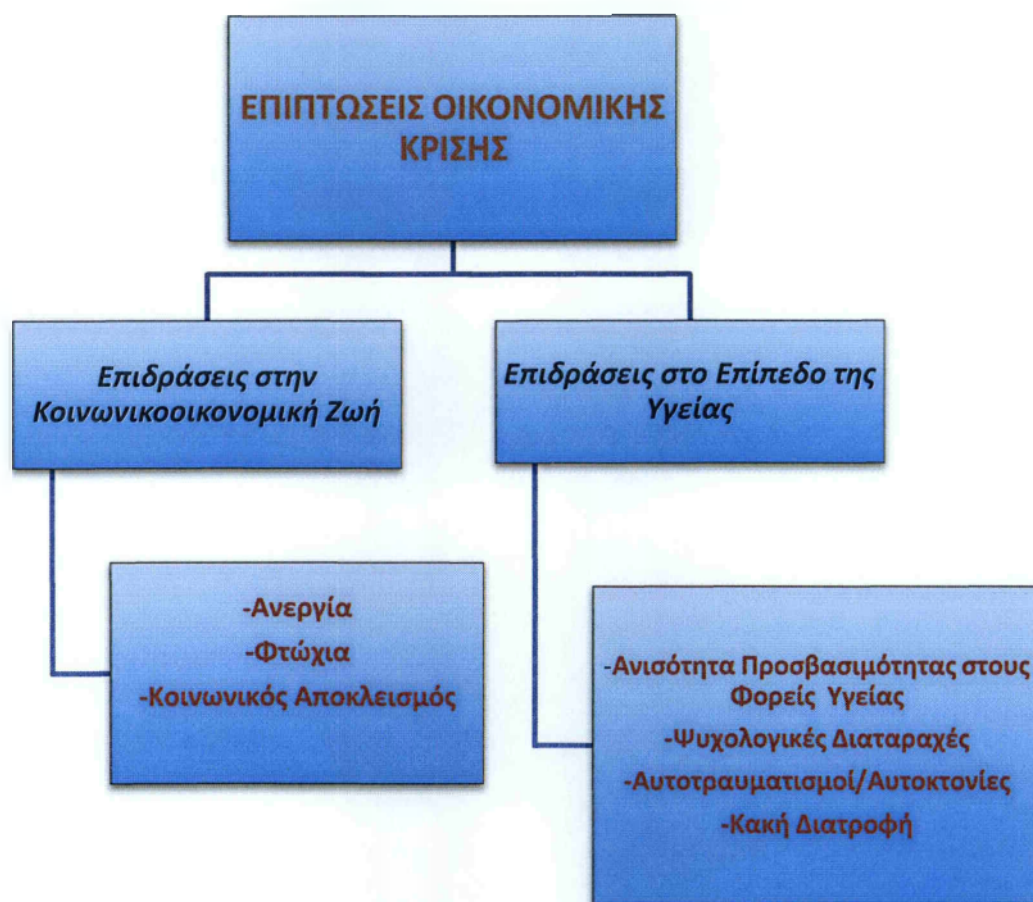 ΕΠΙΠΤΩΣΕΙΣ ΟΙΚΟΝΟΜΙΚΗΣ
ΚΡΙΣΗΣ
Επιδράσεις στην
Κοινωνικοοικονομική Ζωή
Επιδράσεις στο Επίπεδο της
Υγείας
-Ανεργία
-Φτώχια
-Κοινωνικός Αποκλεισμός
-Ανισότητα Προσβασιμότητας στους
Φορείς Υγείας
-Ψυχολογικές Διαταραχές
-Αυτοτραυματισμοί/Αυτοκτονίες
-Κακή Διατροφή